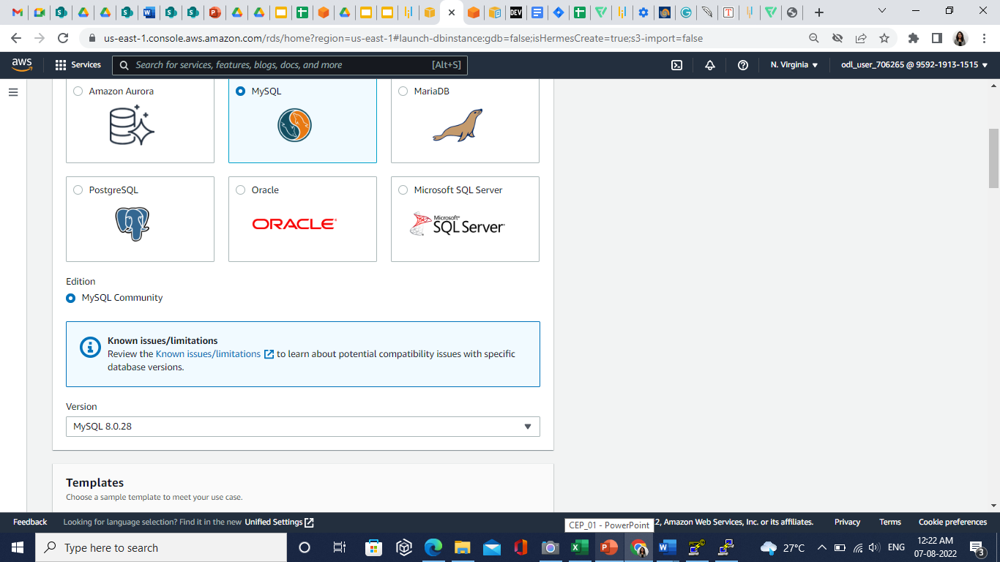 us-east-1.console.aws.amazon.com/rds/home?region=us-east-1#launch-dbinstance:gdb=false;isHermesCreate=true;s3-import=false
aws
Services
Search for services, features, blogs, docs, and more
[Alt+S]
N. Virginia
odl_user_706265 @ 9592-1913-1515
Amazon Aurora
MySQL
MariaDB
PostgreSQL
Oracle
ORACLE
Microsoft SQL Server
Microsoft®
SQL Server
Edition
MySQL Community
Known issues/limitations
Review the Known issues/limitations to learn about potential compatibility issues with specific
database versions.
Version
MySQL 8.0.28
Templates
Choose a sample template to meet your use case.
Feedback
Looking for language selection? Find it in the new Unified Settings
2, Amazon Web Services, Inc. or its affiliates.
Privacy
Terms
Cookie preferences
CEP_01 - PowerPoint
Type here to search
27°C
ENG
12:22 AM
07-08-2022
3